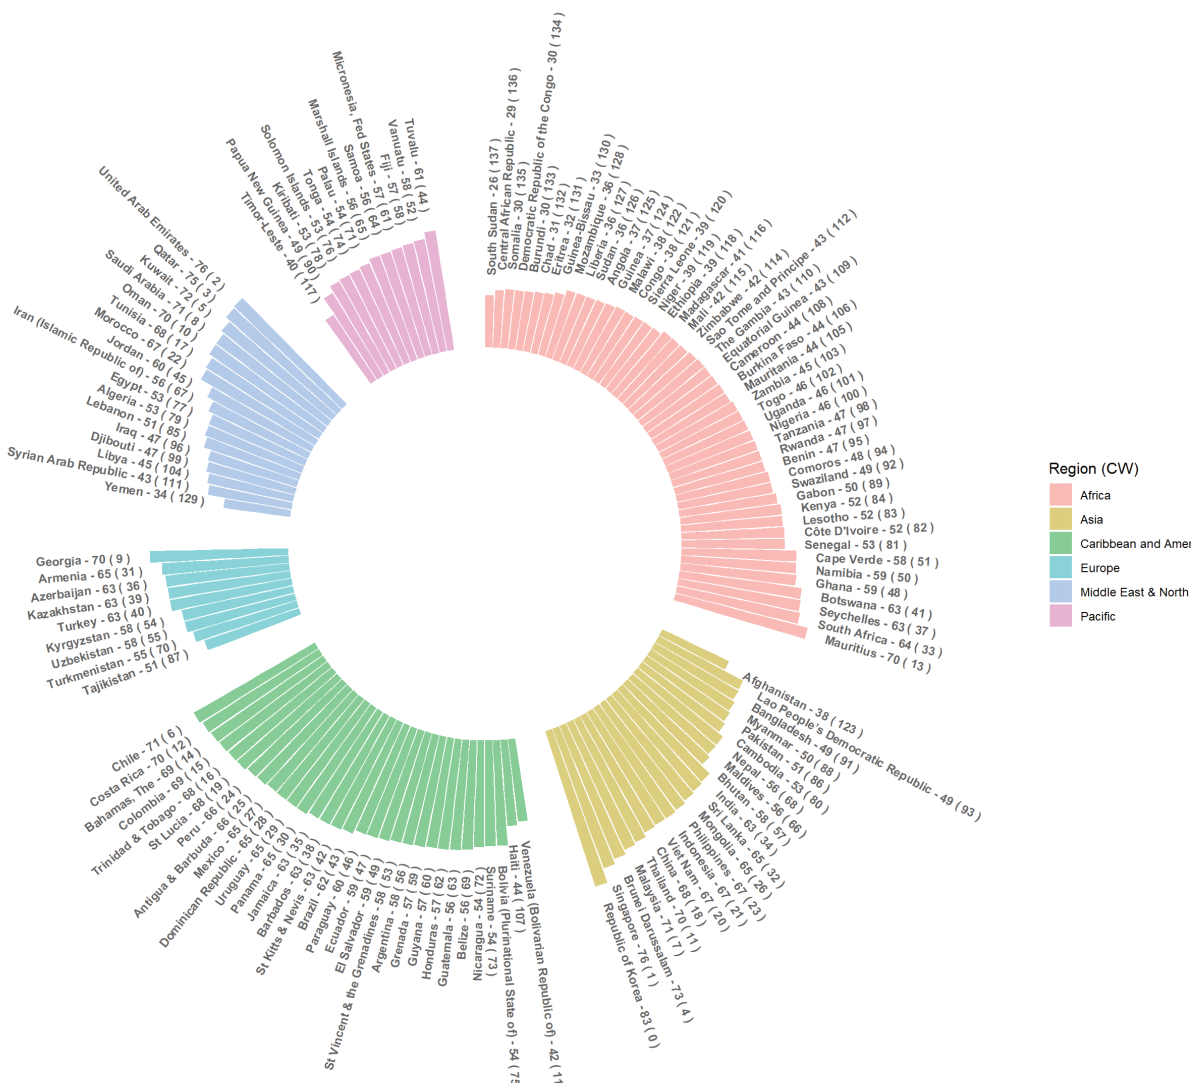 South Sudan - 26 ( 137 )
Central African Republic - 29 ( 136 )
Somalia - 30 ( 135 )
Democratic Republic of the Congo - 30 ( 134 )
Burundi - 30 ( 133 )
Chad - 31 ( 132 )
Eritrea - 32 ( 131 )
Guinea-Bissau - 33 ( 130 )
Mozambique - 36 ( 128 )
Liberia - 36 ( 127 )
Sudan - 36 ( 126 )
Angola - 37 ( 125 )
Guinea - 37 ( 124 )
Malawi - 38 ( 122 )
Congo - 38 ( 121 )
Sierra Leone - 39 ( 120 )
Niger - 39 ( 119 )
Ethiopia - 39 ( 118 )
Madagascar - 41 ( 116 )
Mali - 42 ( 115 )
Zimbabwe - 42 ( 114 )
Sao Tome and Principe - 43 ( 112 )
The Gambia - 43 ( 110 )
Equatorial Guinea - 43 ( 109 )
Cameroon - 44 ( 108 )
Burkina Faso - 44 ( 106 )
Mauritania - 44 ( 105 )
Zambia - 45 ( 103 )
Togo - 46 ( 102 )
Uganda - 46 ( 101 )
Nigeria - 46 ( 100 )
Tanzania - 47 ( 98 )
Rwanda - 47 ( 97 )
Benin - 47 ( 95 )
Comoros - 48 ( 94 )
Swaziland - 49 ( 92 )
Gabon - 50 ( 89 )
Kenya - 52 ( 84 )
Lesotho - 52 ( 83 )
Côte D'Ivoire - 52 ( 82 )
Senegal - 53 ( 81 )
Cape Verde - 58 ( 51 )
Namibia - 59 ( 50 )
Ghana - 59 ( 48 )
Botswana - 63 ( 41 )
Seychelles - 63 ( 37 )
South Africa - 64 ( 33 )
Mauritius - 70 ( 13 )
Afghanistan - 38 ( 123 )
Lao People's Democratic Republic - 49 ( 93 )
Bangladesh - 49 ( 91 )
Myanmar - 50 ( 88 )
Pakistan - 51 ( 86 )
Cambodia - 53 ( 80 )
Nepal - 56 ( 68 )
Maldives - 56 ( 66 )
Bhutan - 58 ( 57 )
India - 63 ( 34 )
Sri Lanka - 65 ( 32 )
Mongolia - 65 ( 26 )
Philippines - 67 ( 23 )
Indonesia - 67 ( 21 )
Viet Nam - 67 ( 20 )
China - 68 ( 18 )
Thailand - 70 ( 11 )
Malaysia - 71 ( 7 )
Brunei Darussalam - 73 ( 4 )
Singapore - 76 ( 1 )
Republic of Korea - 83 ( 0 )
Venezuela (Bolivarian Republic of) - 42 ( 11
Haiti - 44 ( 107 )
Bolivia (Plurinational State of) - 54 ( 75
Suriname - 54 ( 73 )
Nicaragua - 54 ( 72 )
Belize - 56 ( 69 )
Guatemala - 56 ( 63 )
Honduras - 57 ( 62 )
Guyana - 57 ( 60 )
Grenada - 57 ( 59 )
Argentina - 58 ( 56 )
St Vincent & the Grenadines - 58 ( 53 )
El Salvador - 59 ( 49 )
Ecuador - 59 ( 47 )
Paraguay - 60 ( 46 )
Brazil - 62 ( 43 )
St Kitts & Nevis - 63 ( 42 )
Barbados - 63 ( 38 )
Jamaica - 63 ( 35 )
Panama - 65 ( 30 )
Uruguay - 65 ( 29 )
Dominican Republic - 65 ( 28 )
Mexico - 65 ( 27 )
Antigua & Barbuda - 66 ( 25 )
Peru - 66 ( 24 )
St Lucia - 68 ( 19 )
Trinidad & Tobago - 68 ( 16 )
Colombia - 69 ( 15 )
Bahamas, The - 69 ( 14 )
Costa Rica - 70 ( 12 )
Chile - 71 ( 6 )
Tajikistan - 51 ( 87 )
Turkmenistan - 55 ( 70 )
Uzbekistan - 58 ( 55 )
Kyrgyzstan - 58 ( 54 )
Turkey - 63 ( 40 )
Kazakhstan - 63 ( 39 )
Azerbaijan - 63 ( 36 )
Armenia - 65 ( 31 )
Georgia - 70 ( 9 )
Yemen - 34 ( 129 )
Syrian Arab Republic - 43 ( 111 )
Libya - 45 ( 104 )
Djibouti - 47 ( 99 )
Iraq - 47 ( 96 )
Lebanon - 51 ( 85 )
Algeria - 53 ( 79 )
Egypt - 53 ( 77 )
Iran (Islamic Republic of) - 56 ( 67 )
Jordan - 60 ( 45 )
Morocco - 67 ( 22 )
Tunisia - 68 ( 17 )
Oman - 70 ( 10 )
Saudi Arabia - 71 ( 8 )
Kuwait - 72 ( 5 )
Qatar - 75 ( 3 )
United Arab Emirates - 76 ( 2 )
Timor-Leste - 40 ( 117 )
Papua New Guinea - 49 ( 90 )
Kiribati - 53 ( 78 )
Solomon Islands - 53 ( 76 )
Tonga - 54 ( 74 )
Palau - 54 ( 71 )
Marshall Islands - 56 ( 65 )
Samoa - 56 ( 64 )
Micronesia, Fed States - 57 ( 61 )
Fiji - 57 ( 58 )
Vanuatu - 58 ( 52 )
Tuvalu - 61 ( 44 )
Region (CW)
Africa
Asia
Caribbean and Amer
Europe
Middle East & North
Pacific